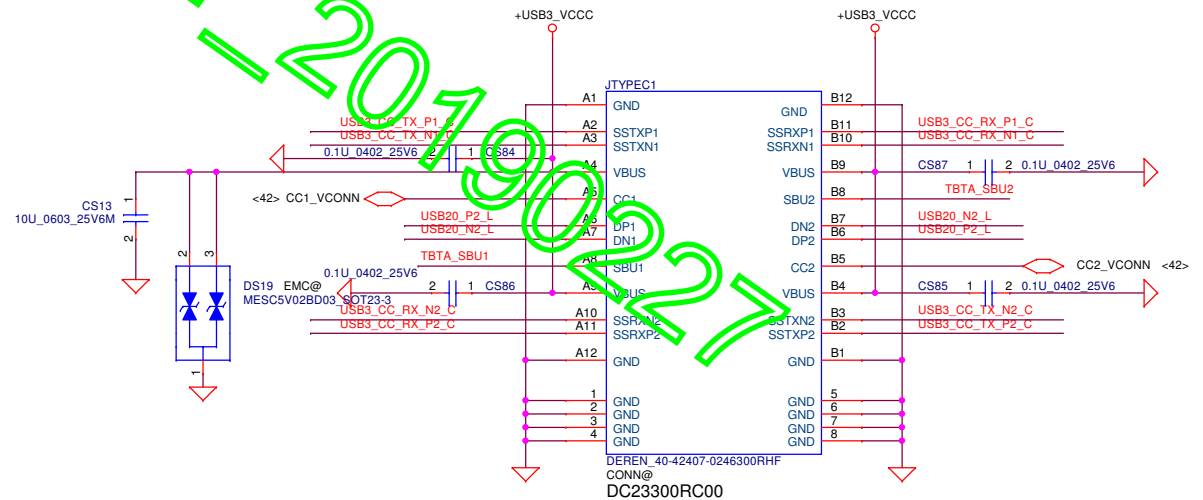 +USB3_VCCC
+USB3_VCCC
_20190227
JTYPEC1
A1 GND
GND B12
USB3_CC_TX_P1_C A2 SSTXP1
SSRXP1 B11 USB3_CC_RX_P1_C
USB3_CC_TX_N1_C A3 SSTXN1
SSRXN1 B10 USB3_CC_RX_N1_C
0.1U_0402_25V6 2 1 CS84
A4 VBUS
VBUS B9 CS87 1 2 0.1U_0402_25V6
<42> CC1_VCONN A5 CC1
SBU2 B8 TBTA_SBU2
CS13
10U_0603_25V6M
1
2
USB20_P2_L A6 DP1
DN2 B7 USB20_N2_L
USB20_N2_L A7 DN1
DP2 B6 USB20_P2_L
TBTA_SBU1 A8 SBU1
CC2 B5 CC2_VCONN <42>
2 3
DS19 EMC@
MESC5V02BD03_SOT23-3
1
0.1U_0402_25V6
2 1 CS86 A9 VBUS
VBUS B4 CS85 1 2 0.1U_0402_25V6
USB3_CC_RX_N2_C A10 SSRXN2
SSTXN2 B3 USB3_CC_TX_N2_C
USB3_CC_RX_P2_C A11 SSRXP2
SSTXP2 B2 USB3_CC_TX_P2_C
A12 GND
GND B1
1 GND
GND 5
2 GND
GND 6
3 GND
GND 7
4 GND
GND 8
DEREN_40-42407-0246300RHF
CONN@
DC23300RC00